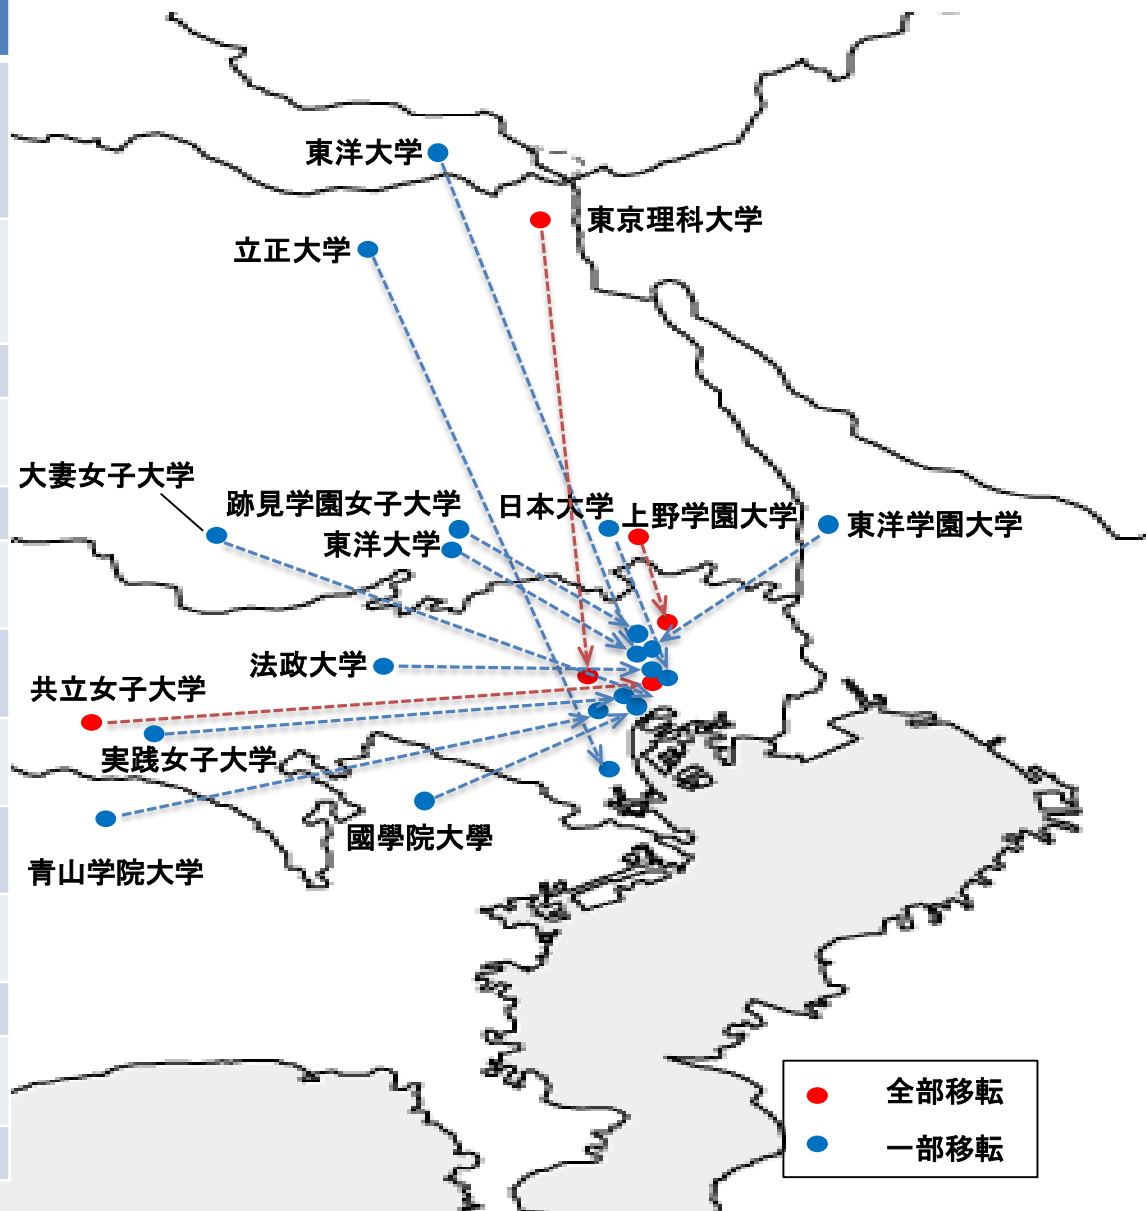 東洋大学
東京理科大学
立正大学
大妻女子大学
跡見学園女子大学
日本大学
上野学園大学
東洋学園大学
東洋大学
法政大学
共立女子大学
実践女子大学
國學院大學
青山学院大学
全部移転
一部移転